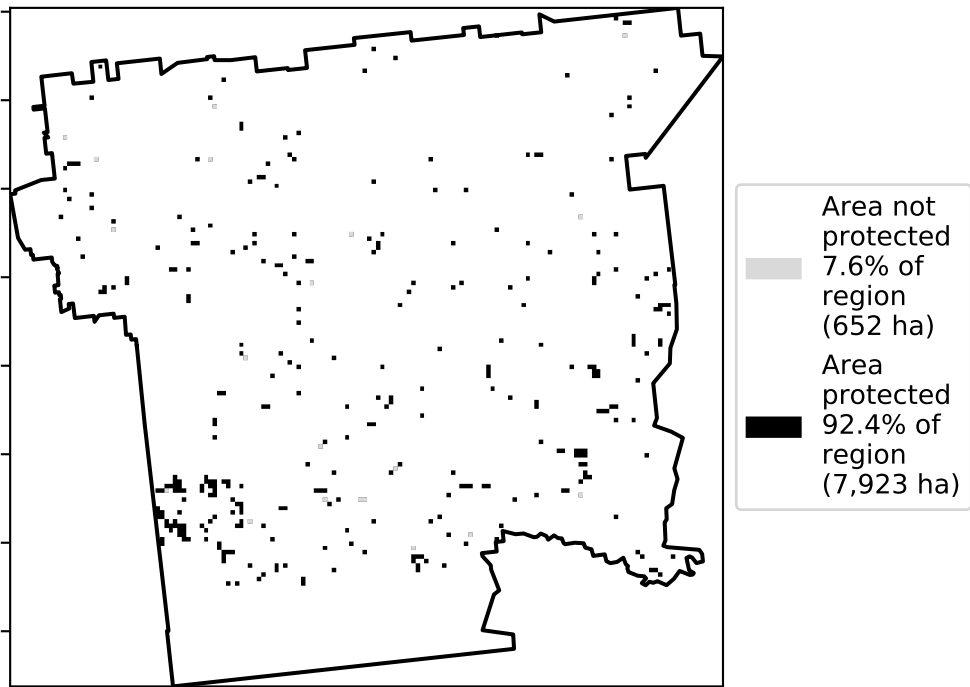 Area not
protected
7.6% of
region
(652 ha)
Area
protected
92.4% of
region
(7,923 ha)